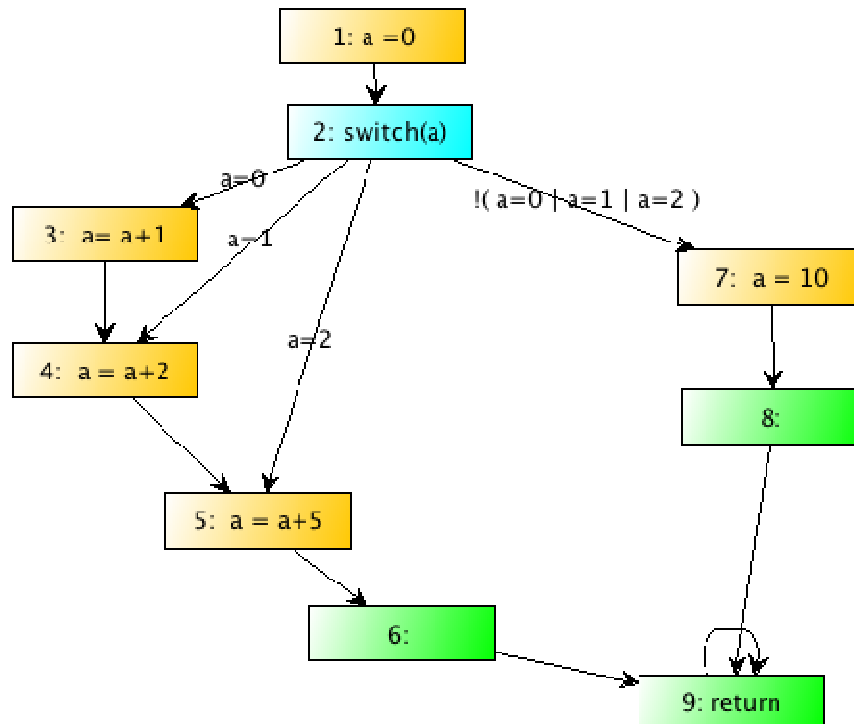 1: a =0
2: switch(a)
a=0
!( a=0 | a=1 | a=2 )
3: a= a+1
a=1
7: a = 10
a=2
4: a = a+2
8:
5: a = a+5
6:
9: return